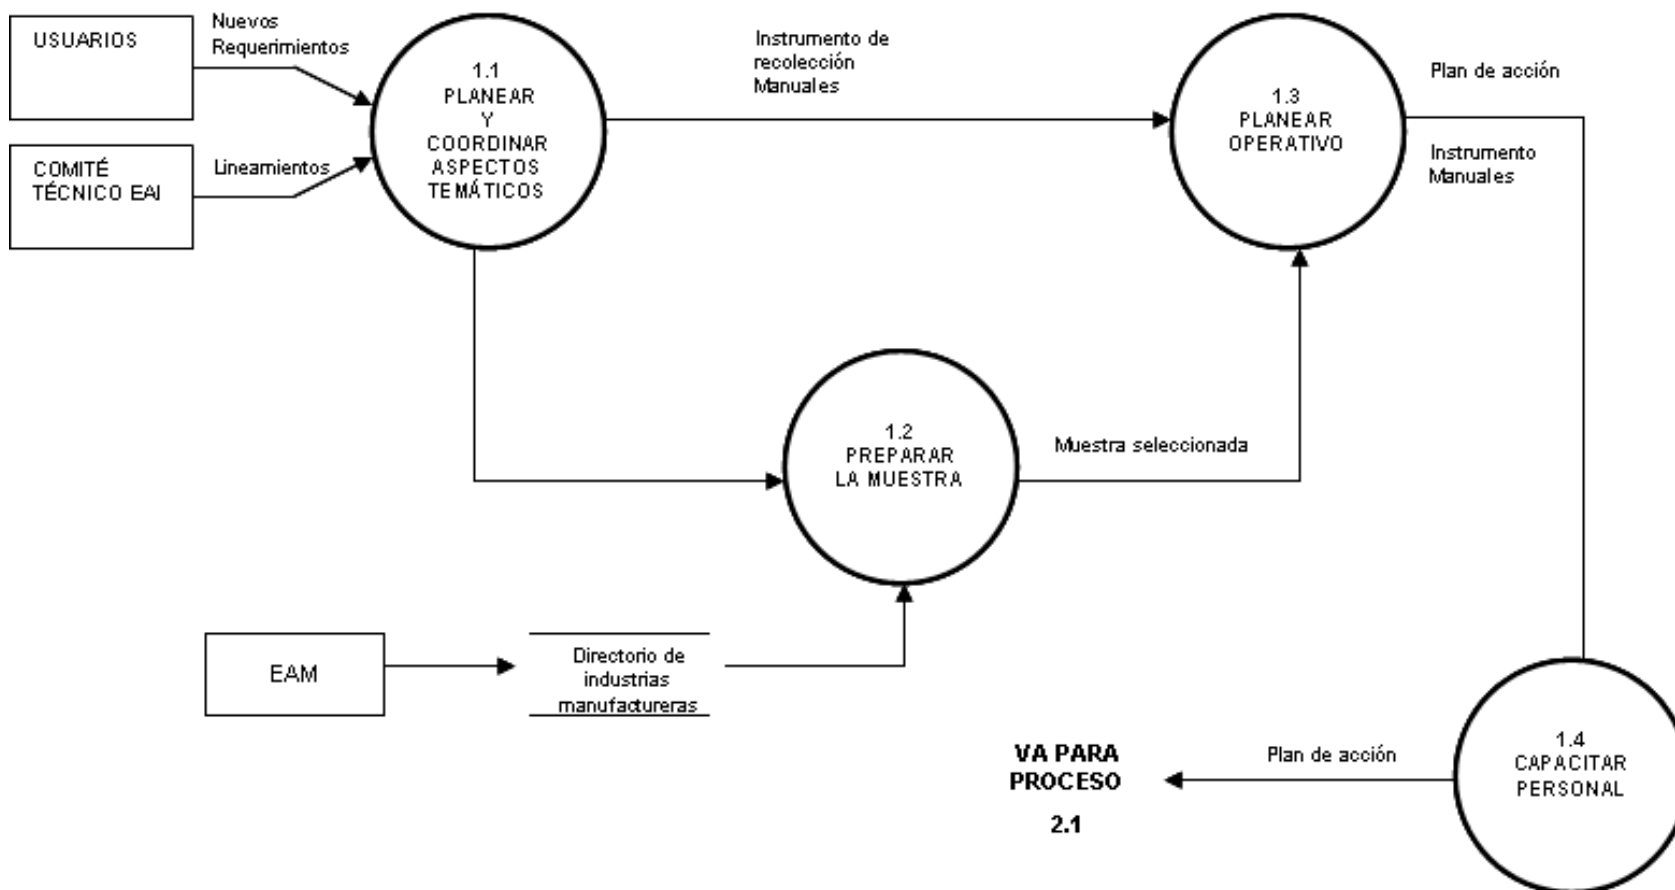 USUARIOS
Nuevos
Requerimientos
COMITÉ
TÉCNICO EAI
Lineamientos
1.1
PLANEAR
Y
COORDINAR
ASPECTOS
TEMÁTICOS
Instrumento de
recolección
Manuales
1.3
PLANEAR
OPERATIVO
Plan de acción
Instrumento
Manuales
1.2
PREPARAR
LA MUESTRA
Muestra seleccionada
EAM
Directorio de
industrias
manufactureras
VA PARA
PROCESO
2.1
Plan de acción
1.4
CAPACITAR
PERSONAL